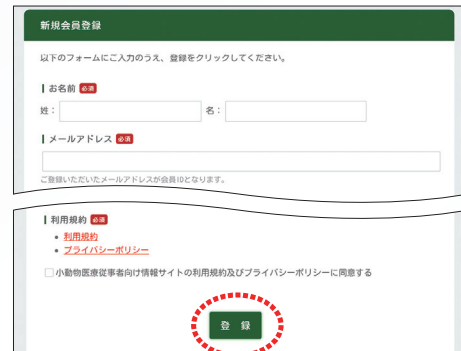 新規会員登録
以下のフォームにご入力のうえ、登録をクリックしてください。
お名前 必須
姓： 名：
メールアドレス 必須
ご登録いただいたメールアドレスが会員IDとなります。
利用規約 必須
• 利用規約
• プライバシーポリシー
小動物医療従事者向け情報サイトの利用規約及びプライバシーポリシーに同意する
登 録